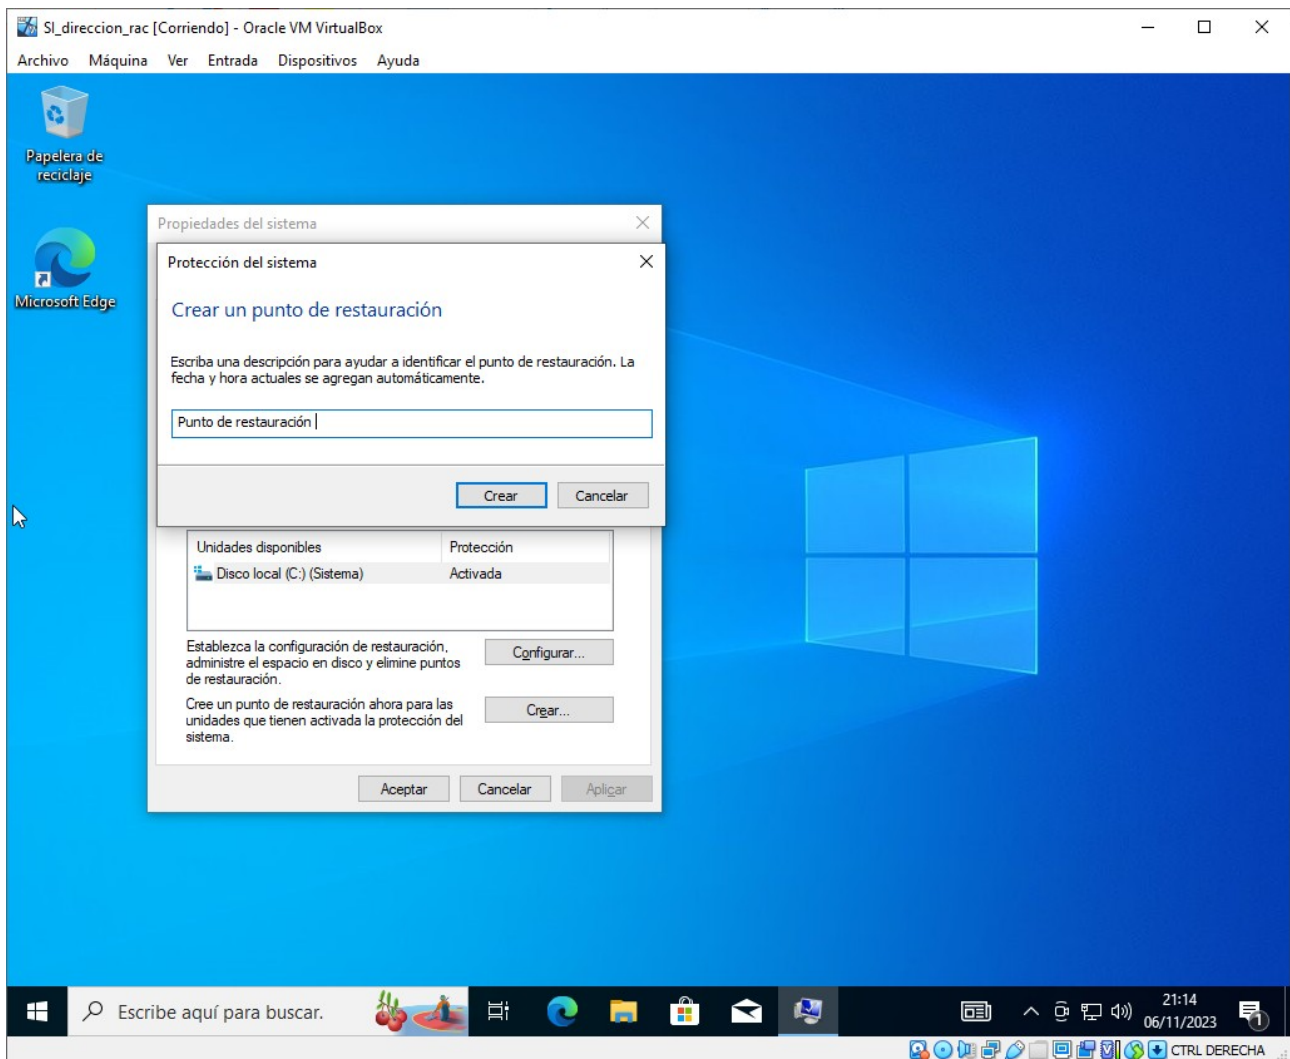 SI_direccion_rac [Corriendo] - Oracle VM VirtualBox
Archivo Máquina Ver Entrada Dispositivos Ayuda
Papelera de
reciclaje
Microsoft Edge
Propiedades del sistema
Protección del sistema
Crear un punto de restauración
Escriba una descripción para ayudar a identificar el punto de restauración. La
fecha y hora actuales se agregan automáticamente.
Punto de restauración
Crear Cancelar
Unidades disponibles Protección
Disco local (C:) (Sistema) Activada
Establezca la configuración de restauración,
administre el espacio en disco y elimine puntos
de restauración.
Configurar...
Cree un punto de restauración ahora para las
unidades que tienen activada la protección del
sistema.
Crear...
Aceptar Cancelar Aplicar
Escribe aquí para buscar.
21:14
06/11/2023
1
CTRL DERECHA